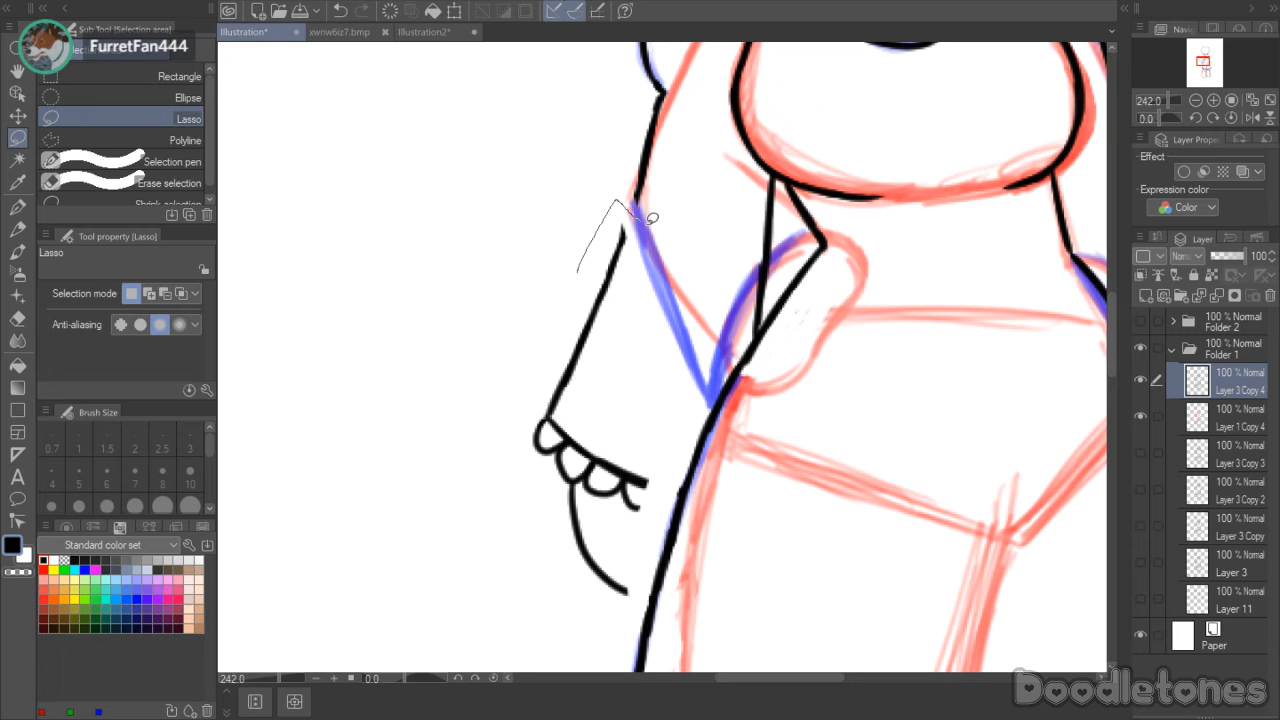 Sub Tool [Selection area]
FurretFan444
Rectangle
Ellipse
Lasso
Polyline
Selection pen
Erase selection
Shrink selection
Tool property [Lasso]
Lasso
Selection mode
Anti-aliasing
Brush Size
0.7 1 1.5 2 2.5 3
4 5 6 7 8 10
Standard color set
Illustration*
xwnw6iz7.bmp
Illustration2*
242.0 0.0
Navig
242.0
0.0
Layer Prope
Effect
Expression color
Color
Layer
Norma
100
100 % Normal
Folder 2
100 % Normal
Folder 1
100 % Normal
Layer 3 Copy 4
100 % Normal
Layer 1 Copy 4
100 % Normal
Layer 3 Copy 3
100 % Normal
Layer 3 Copy 2
100 % Normal
Layer 3 Copy
100 % Normal
Layer 3
100 % Normal
Layer 11
Paper
Doodletones